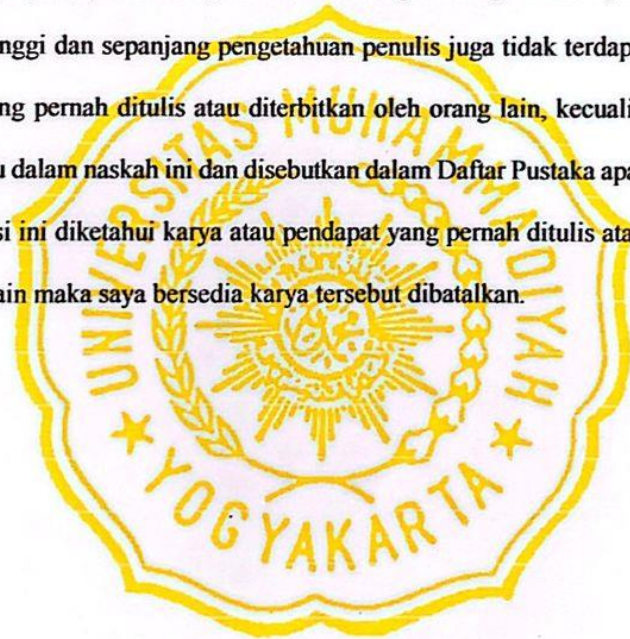 nggi dan sepanjang pengetahuan penulis juga tidak terdap
ng pernah ditulis atau diterbitkan oleh orang lain, kecuali
u dalam naskah ini dan disebutkan dalam Daftar Pustaka apa
si ini diketahui karya atau pendapat yang pernah ditulis ata
ain maka saya bersedia karya tersebut dibatalkan.
UNIVERSITAS MUHAMMADIYAH
YOGYAKARTA